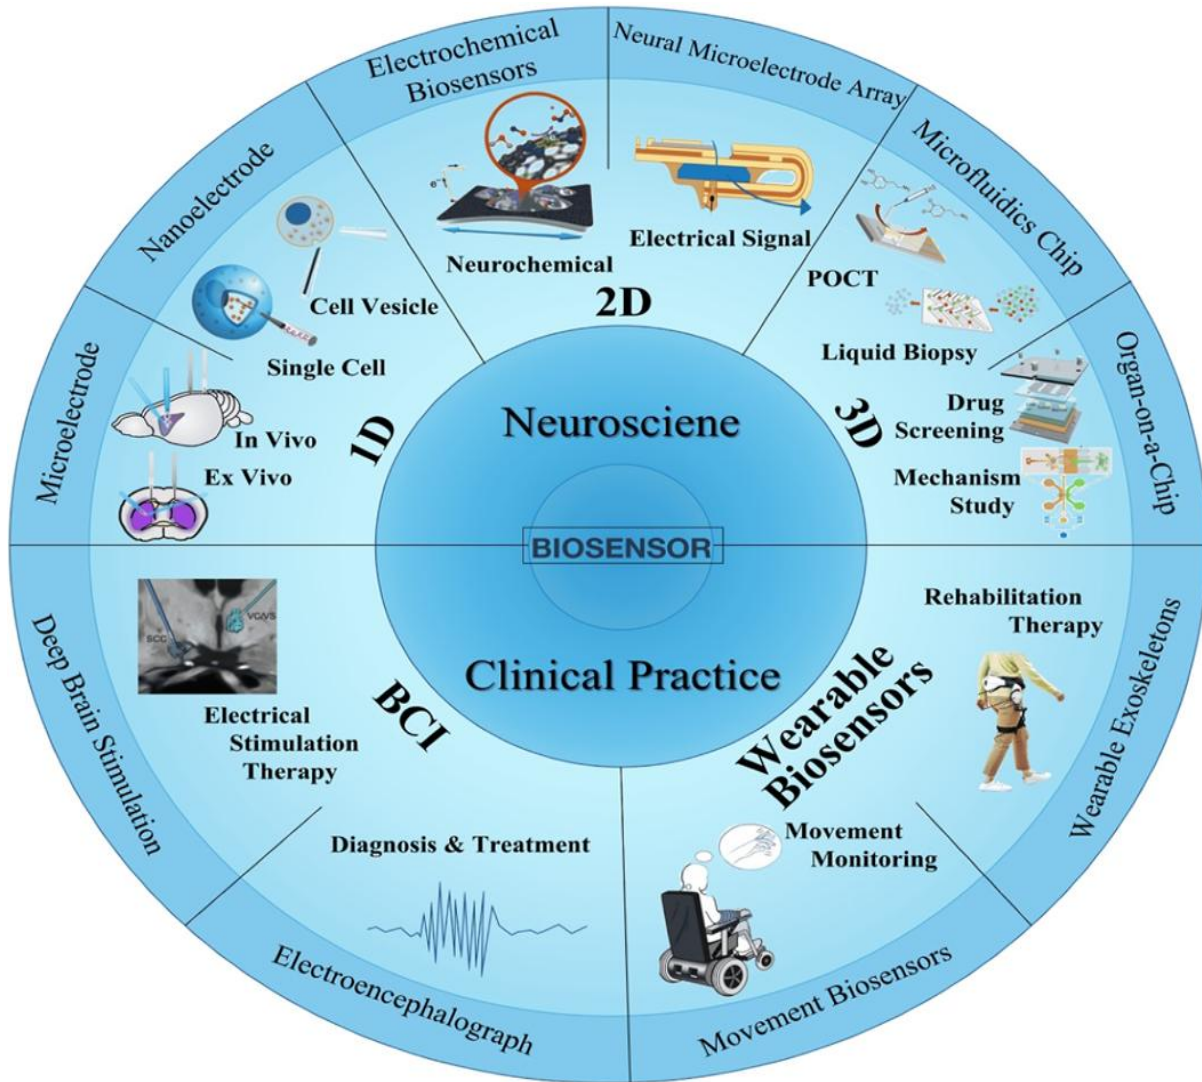 Electrochemical
Biosensors
Neural Microelectrode Array
Microfluidics Chip
Organ-on-a-Chip
Nanoelectrode
Microelectrode
Neurochemical
Electrical Signal
2D
POCT
Liquid Biopsy
Drug
Screening
Mechanism
Study
3D
Cell Vesicle
Single Cell
In Vivo
Ex Vivo
1D
Neurosciene
BIOSENSOR
Clinical Practice
SCC
VC/VS
Electrical
Stimulation
Therapy
BCI
Deep Brain Stimulation
Diagnosis & Treatment
Electroencephalograph
Wearable
Biosensors
Rehabilitation
Therapy
Wearable Exoskeletons
Movement
Monitoring
Movement Biosensors